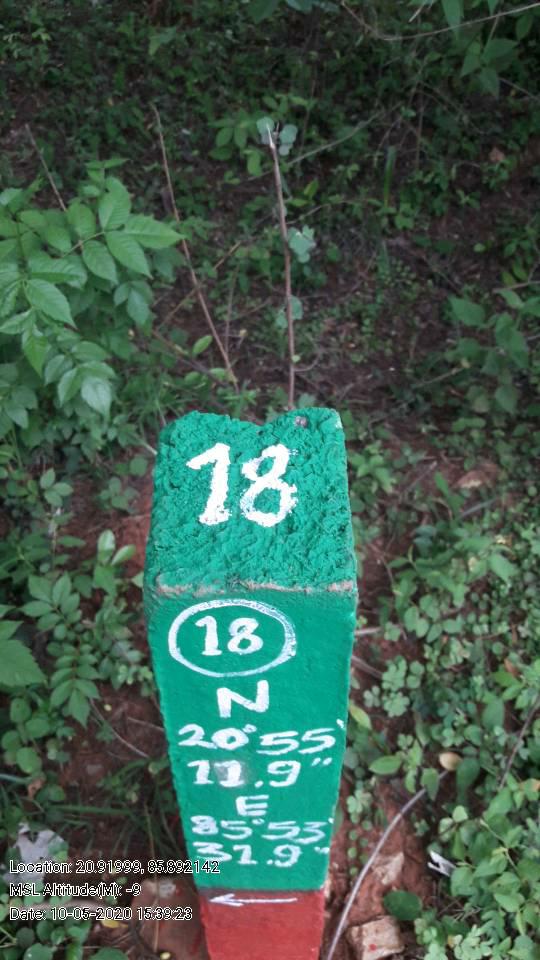 18
18
N
20°55'
11.9"
E
85°53'
31.9"
Location: 20.91999, 85.892142
MSL Altitude(M): -9
Date: 10-05-2020 15:39:23